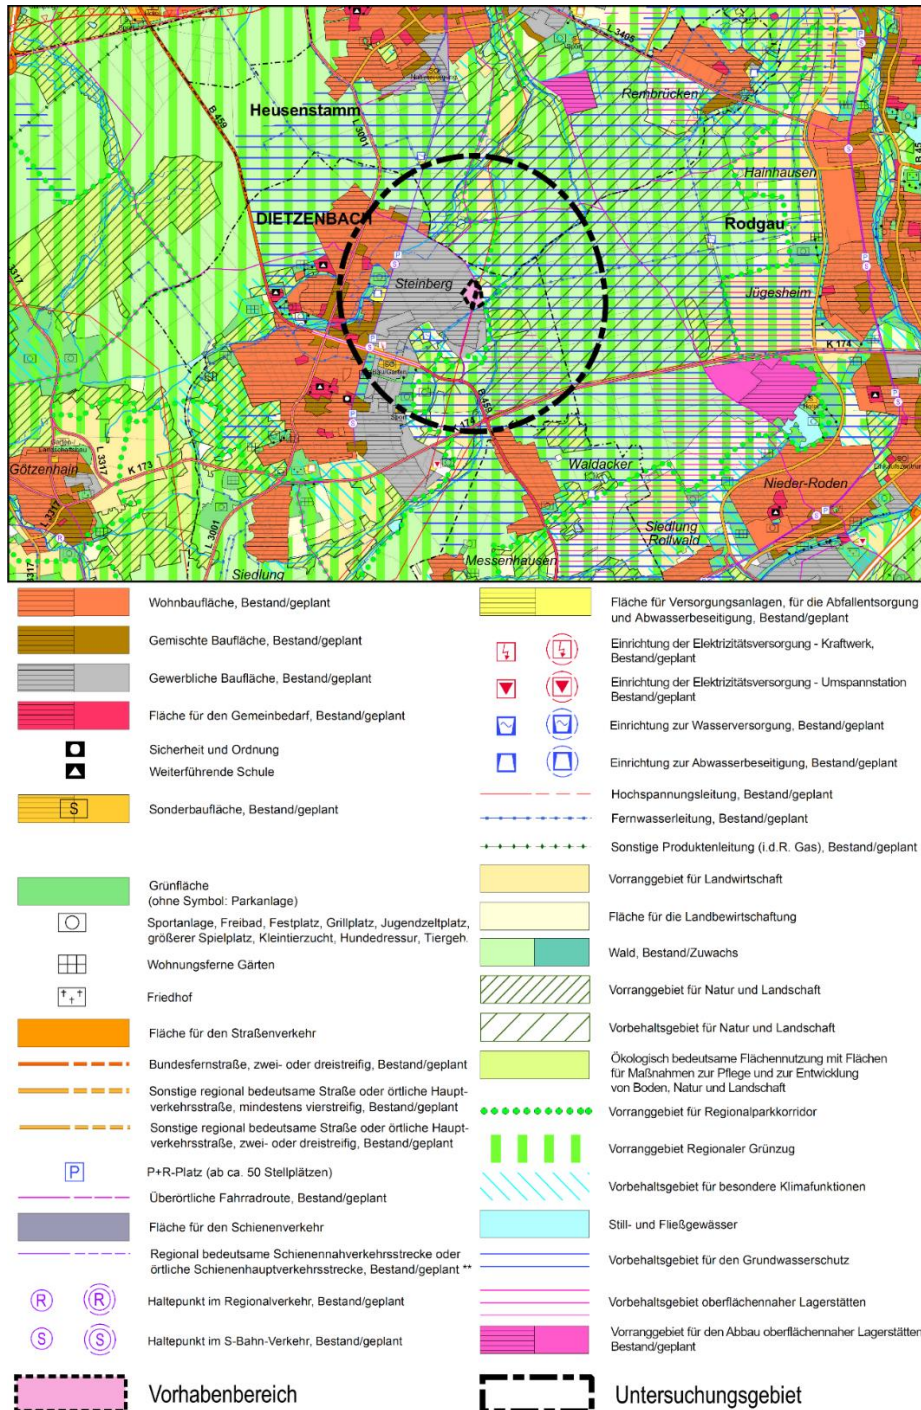 L 3405
Rembrücken
Heusenstamm
B 459
L 3001
Hainhausen
DIETZENBACH
Rodgau
Steinberg
Jügesheim
3317
K 174
B 459
K 174
Götzenhain
L 3317
K 173
Waldacker
Nieder-Roden
L 3317
L 3001
Siedlung
Rollwald
Messenhausen
Siedlung
3317
Wohnbaufläche, Bestand/geplant
Gemischte Baufläche, Bestand/geplant
Gewerbliche Baufläche, Bestand/geplant
Fläche für den Gemeinbedarf, Bestand/geplant
Sicherheit und Ordnung
Weiterführende Schule
S
Sonderbaufläche, Bestand/geplant
Grünfläche
(ohne Symbol: Parkanlage)
Sportanlage, Freibad, Festplatz, Grillplatz, Jugendzeltplatz,
größerer Spielplatz, Kleintierzucht, Hundedressur, Tiergeh.
Wohnungsferne Gärten
Friedhof
Fläche für den Straßenverkehr
Bundesfernstraße, zwei- oder dreistreifig, Bestand/geplant
Sonstige regional bedeutsame Straße oder örtliche Haupt-
verkehrsstraße, mindestens vierstreifig, Bestand/geplant
Sonstige regional bedeutsame Straße oder örtliche Haupt-
verkehrsstraße, zwei- oder dreistreifig, Bestand/geplant
P
P+R-Platz (ab ca. 50 Stellplätzen)
Überörtliche Fahrradroute, Bestand/geplant
Fläche für den Schienenverkehr
Regional bedeutsame Schienennahverkehrsstrecke oder
örtliche Schienenhauptverkehrsstrecke, Bestand/geplant **
R R
Haltepunkt im Regionalverkehr, Bestand/geplant
S S
Haltepunkt im S-Bahn-Verkehr, Bestand/geplant
Vorhabenbereich
Fläche für Versorgungsanlagen, für die Abfallentsorgung
und Abwasserbeseitigung, Bestand/geplant
Einrichtung der Elektrizitätsversorgung - Kraftwerk,
Bestand/geplant
Einrichtung der Elektrizitätsversorgung - Umspannstation
Bestand/geplant
Einrichtung zur Wasserversorgung, Bestand/geplant
Einrichtung zur Abwasserbeseitigung, Bestand/geplant
Hochspannungsleitung, Bestand/geplant
Fernwasserleitung, Bestand/geplant
Sonstige Produktenleitung (i.d.R. Gas), Bestand/geplant
Vorranggebiet für Landwirtschaft
Fläche für die Landbewirtschaftung
Wald, Bestand/Zuwachs
Vorranggebiet für Natur und Landschaft
Vorbehaltsgebiet für Natur und Landschaft
Ökologisch bedeutsame Flächennutzung mit Flächen
für Maßnahmen zur Pflege und zur Entwicklung
von Boden, Natur und Landschaft
Vorranggebiet für Regionalparkkorridor
Vorranggebiet Regionaler Grünzug
Vorbehaltsgebiet für besondere Klimafunktionen
Still- und Fließgewässer
Vorbehaltsgebiet für den Grundwasserschutz
Vorbehaltsgebiet oberflächennaher Lagerstätten
Vorranggebiet für den Abbau oberflächennaher Lagerstätten
Bestand/geplant
Untersuchungsgebiet